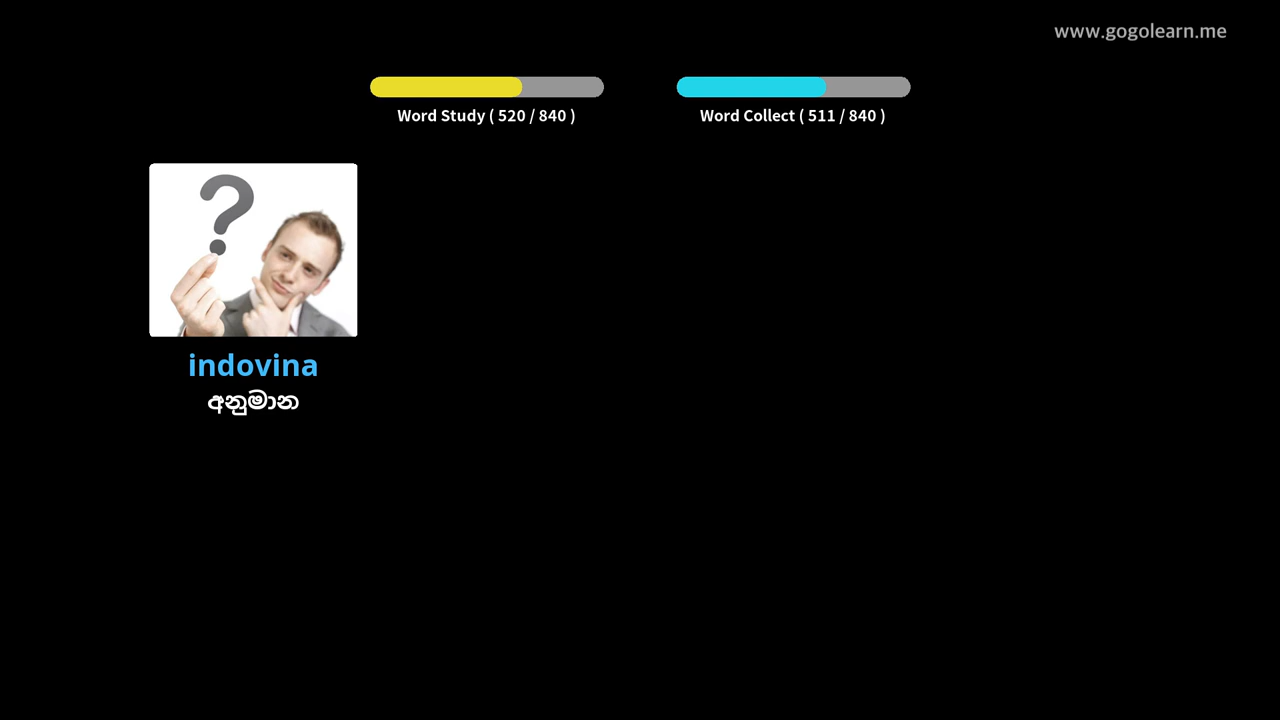 www.gogolearn.me
Word Study ( 520 / 840 )
Word Collect ( 511 / 840 )
?
indovina
අනුමාන